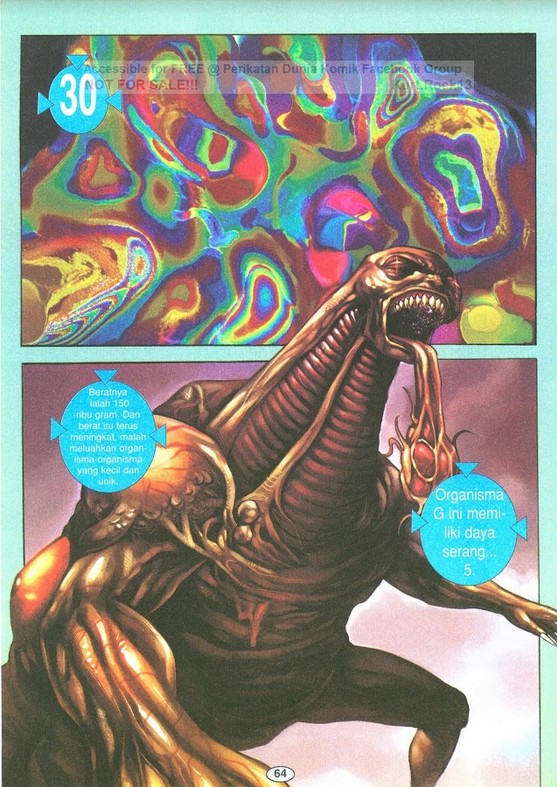 Accessible for FREE @ Perikatan Dunia Komik Facebook Group
NOT FOR SALE!!!
30
Beratnya
ialah 150
ribu gram. Dan
berat itu terus
meningkat, malah
meluahkan organ-
isma-organisma
yang kecil dan
unik.
Organisma
G ini memi-
liki daya
serang...
5.
64